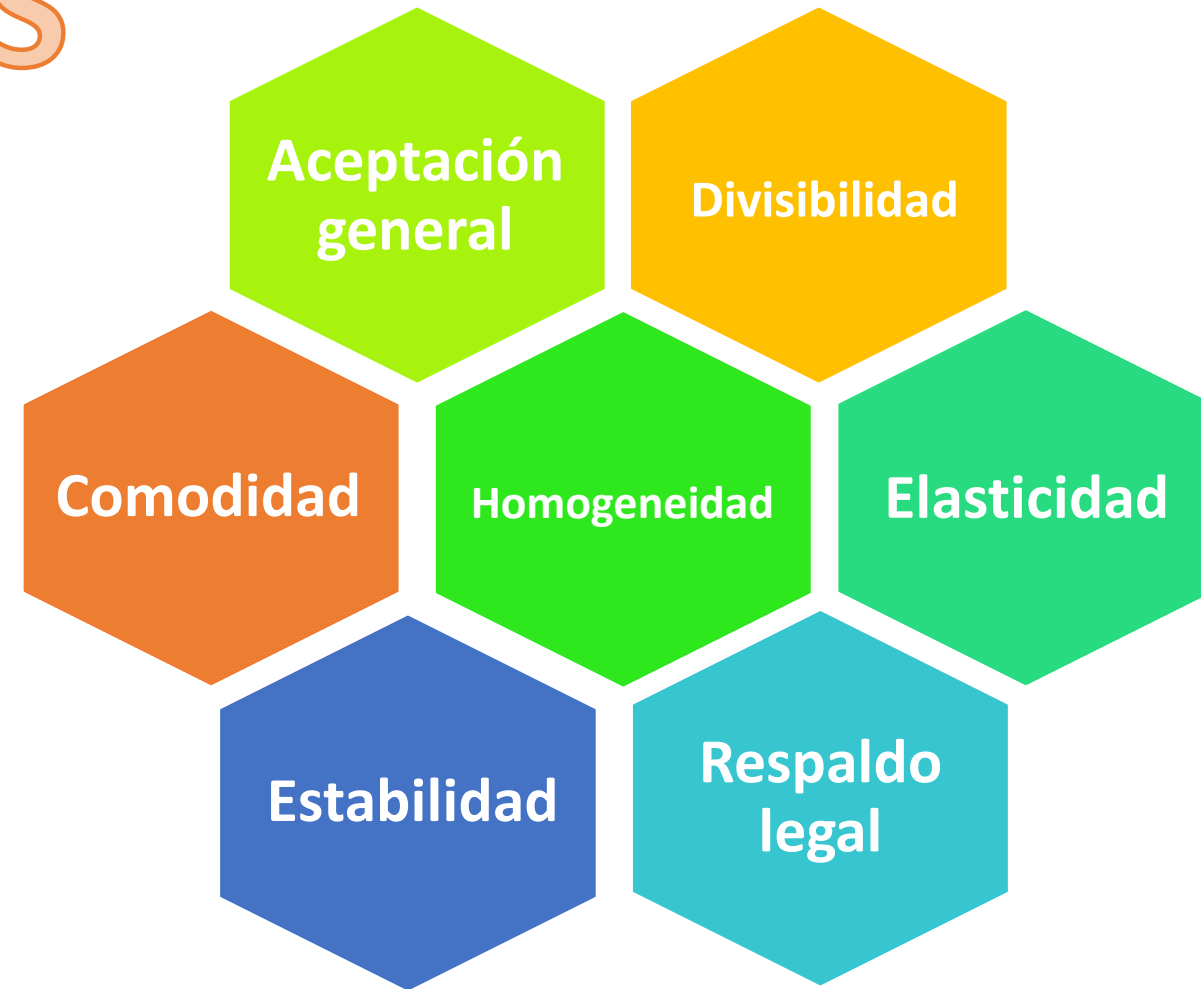 S
Aceptación
general
Divisibilidad
Comodidad
Homogeneidad
Elasticidad
Estabilidad
Respaldo
legal